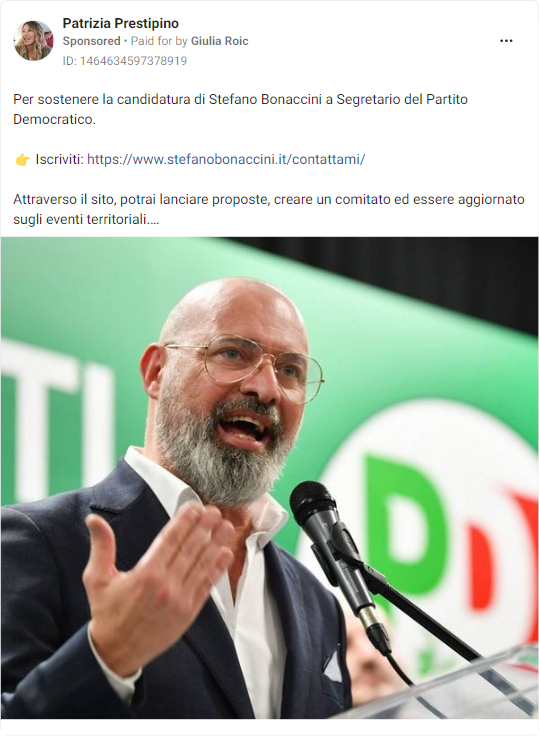 Patrizia Prestipino
Sponsored • Paid for by Giulia Roic
ID: 1464634597378919
Per sostenere la candidatura di Stefano Bonaccini a Segretario del Partito
Democratico.
👉 Iscriviti: https://www.stefanobonaccini.it/contattami/
Attraverso il sito, potrai lanciare proposte, creare un comitato ed essere aggiornato
sugli eventi territoriali....
TI
PD